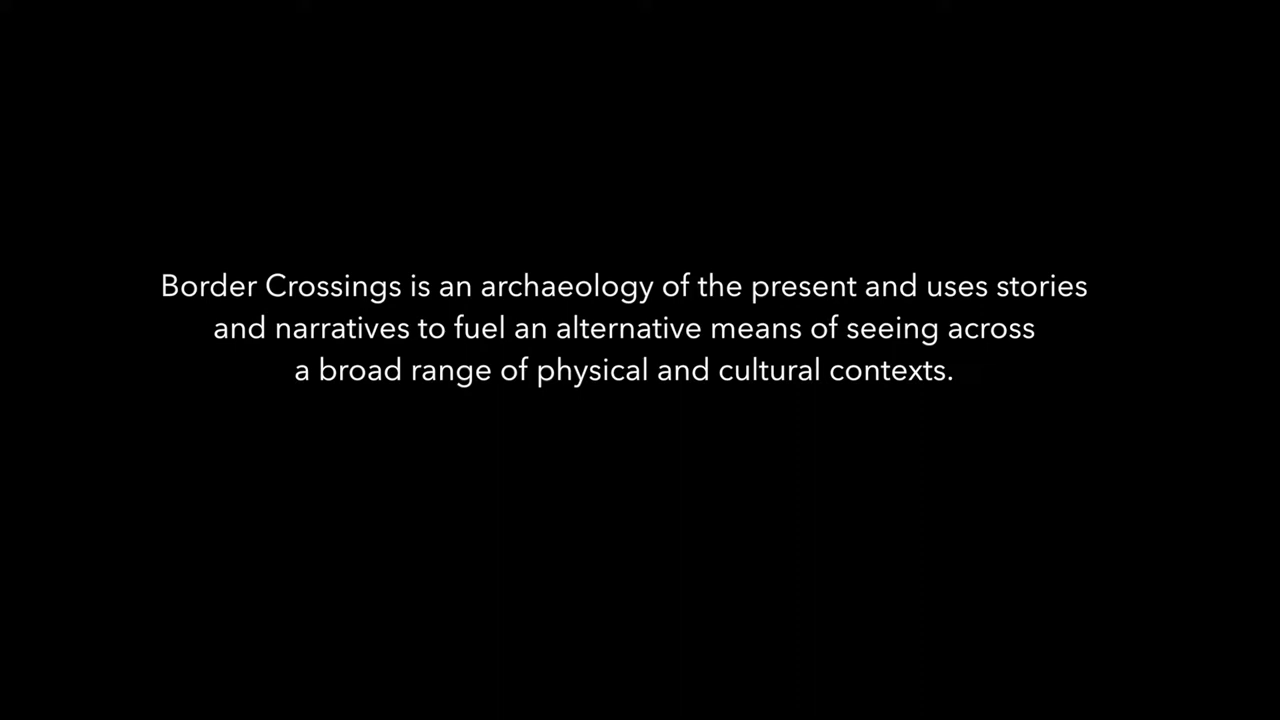 Border Crossings is an archaeology of the present and uses stories
and narratives to fuel an alternative means of seeing across
a broad range of physical and cultural contexts.